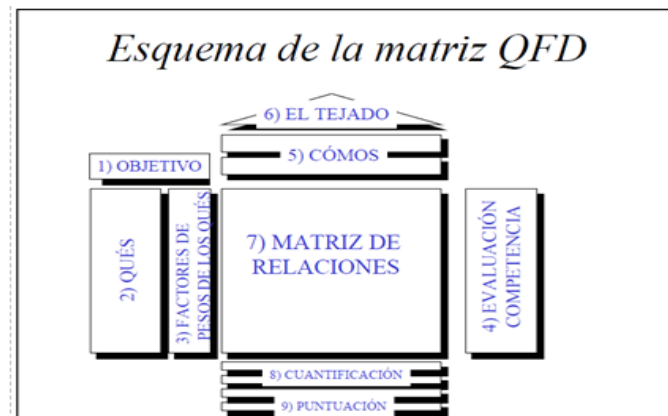 Esquema de la matriz QFD
6) EL TEJADO
5) CÓMOS
1) OBJETIVO
2) QUÉS
3) FACTORES DE
PESOS DE LOS QUÉS
7) MATRIZ DE
RELACIONES
4) EVALUACIÓN
COMPETENCIA
8) CUANTIFICACIÓN
9) PUNTUACIÓN